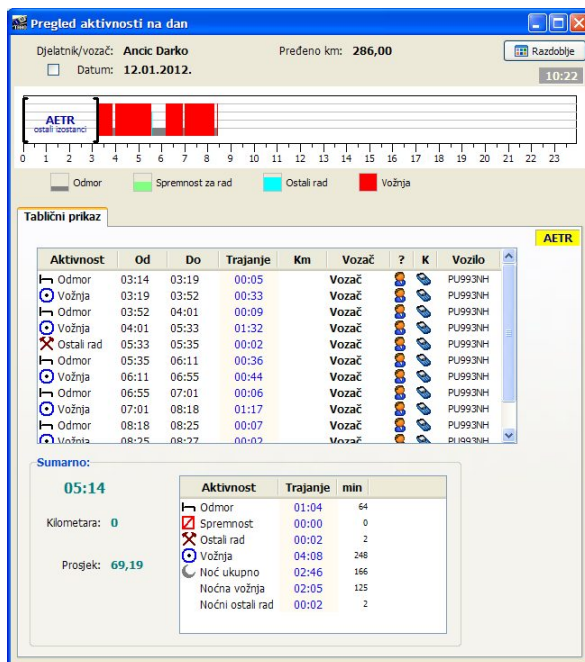 Pregled aktivnosti na dan
Djelatnik/vozač: Ancic Darko Pređeno km: 286,00 Razdoblje
Datum: 12.01.2012. 10:22
AETR
ostali izostanci
0 1 2 3 4 5 6 7 8 9 10 11 12 13 14 15 16 17 18 19 20 21 22 23
Odmor Spremnost za rad Ostali rad Vožnja
Tablični prikaz
AETR
Aktivnost Od Do Trajanje Km Vozač ? K Vozilo
Odmor 03:14 03:19 00:05 Vozač PU993NH
Vožnja 03:19 03:52 00:33 Vozač PU993NH
Odmor 03:52 04:01 00:09 Vozač PU993NH
Vožnja 04:01 05:33 01:32 Vozač PU993NH
Ostali rad 05:33 05:35 00:02 Vozač PU993NH
Odmor 05:35 06:11 00:36 Vozač PU993NH
Vožnja 06:11 06:55 00:44 Vozač PU993NH
Odmor 06:55 07:01 00:06 Vozač PU993NH
Vožnja 07:01 08:18 01:17 Vozač PU993NH
Odmor 08:18 08:25 00:07 Vozač PU993NH
Vožnja 08:25 08:27 00:02 Vozač PU993NH
Sumarno:
05:14
Kilometara: 0
Prosjek: 69,19
Aktivnost Trajanje min
Odmor 01:04 64
Spremnost 00:00 0
Ostali rad 00:02 2
Vožnja 04:08 248
Noć ukupno 02:46 166
Noćna vožnja 02:05 125
Noćni ostali rad 00:02 2